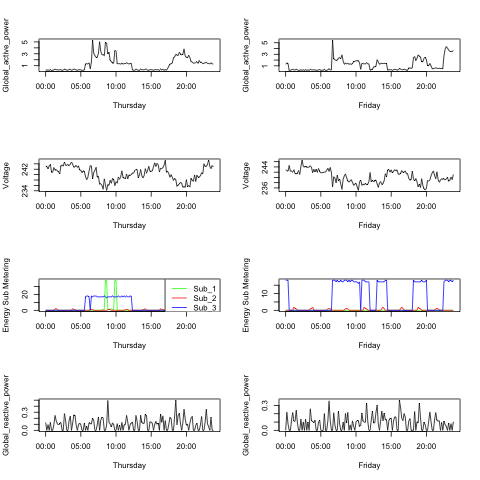 Global_active_power
1 3 5
00:00 05:00 10:00 15:00 20:00
Thursday
Global_active_power
1 3 5
00:00 05:00 10:00 15:00 20:00
Friday
Voltage
234 242
00:00 05:00 10:00 15:00 20:00
Thursday
Voltage
236 244
00:00 05:00 10:00 15:00 20:00
Friday
Energy Sub Metering
0 20
Sub_1
Sub_2
Sub_3
00:00 05:00 10:00 15:00 20:00
Thursday
Energy Sub Metering
0 10
00:00 05:00 10:00 15:00 20:00
Friday
Global_reactive_power
0.0 0.3
00:00 05:00 10:00 15:00 20:00
Thursday
Global_reactive_power
0.0 0.3
00:00 05:00 10:00 15:00 20:00
Friday